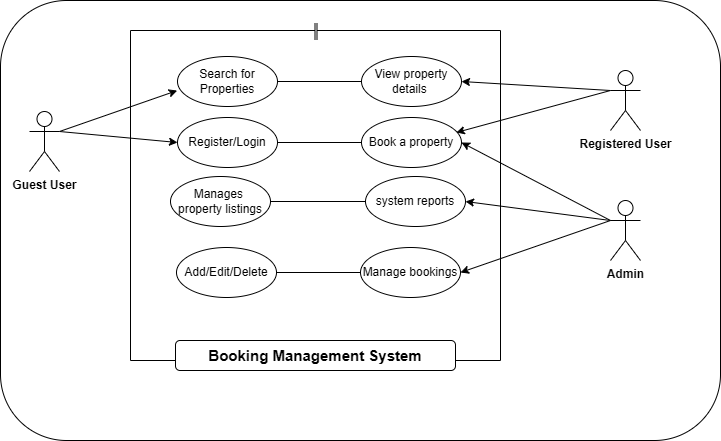 Search for
Properties
View property
details
Register/Login
Book a property
Registered User
Guest User
Manages
property listings
system reports
Add/Edit/Delete
Manage bookings
Admin
Booking Management System